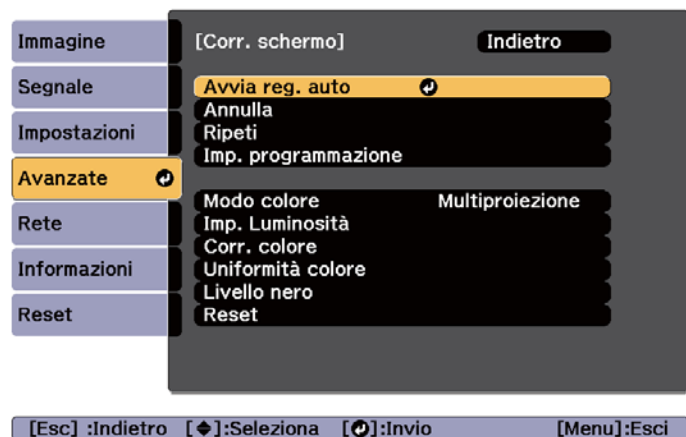 Immagine
Segnale
Impostazioni
Avanzate
Rete
Informazioni
Reset
[Corr. schermo] Indietro
Avvia reg. auto
Annulla
Ripeti
Imp. programmazione
Modo colore Multiproiezione
Imp. Luminosità
Corr. colore
Uniformità colore
Livello nero
Reset
[Esc] :Indietro [◆]:Seleziona [↵]:Invio [Menu]:Esci